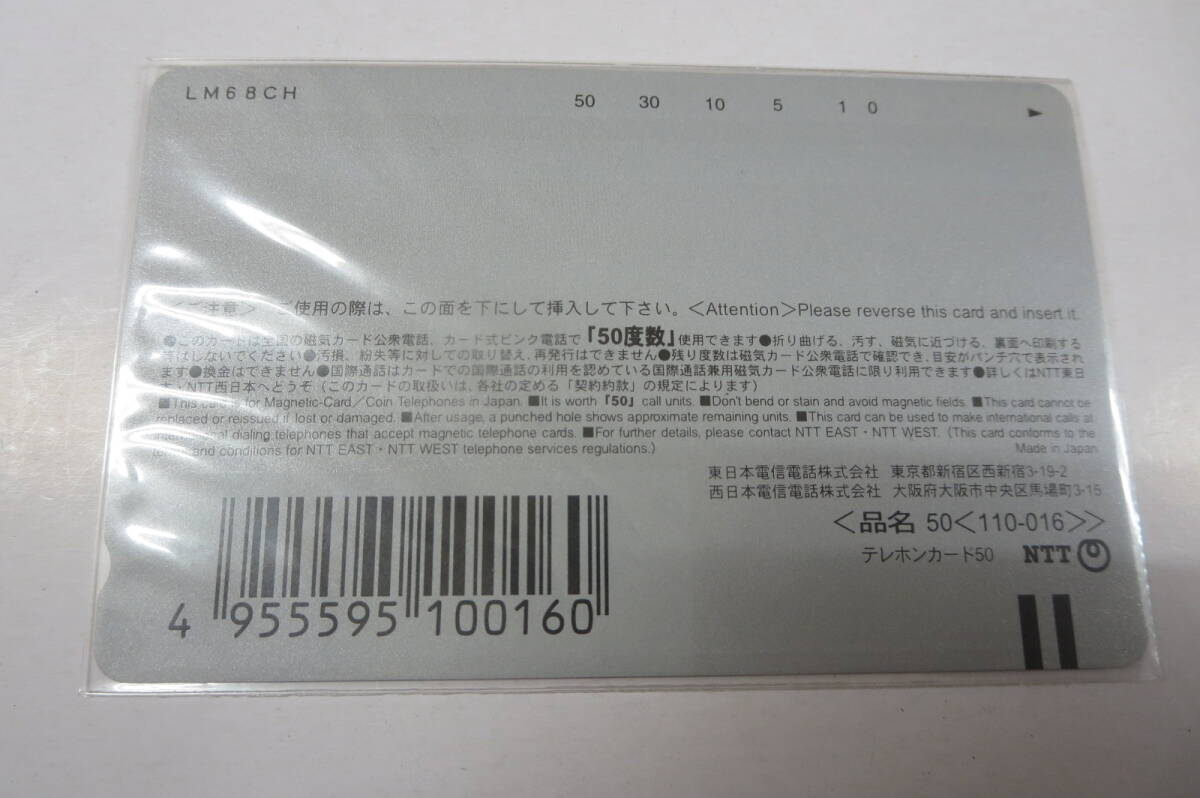 LM68CH
50 30 10 5 1 0
<ご注意> ご使用の際は、この面を下にして挿入して下さい。<Attention>Please reverse this card and insert it.
●このカードは全国の磁気カード公衆電話、カード式ピンク電話で「50度数」使用できます●折り曲げる、汚す、磁気に近づける、裏面へ印刷する
等はしないでください●汚損、紛失等に対しての取り替え、再発行はできません●残り度数は磁気カード公衆電話で確認でき、目安がパンチ穴で表示され
ます●換金はできません●国際通話はカードでの国際通話の利用を認めている国際通話兼用磁気カード公衆電話に限り利用できます●詳しくはNTT東日
本・NTT西日本へどうぞ(このカードの取扱いは、各社の定める「契約約款」の規定によります)
■This card is for Magnetic-Card/Coin Telephones in Japan. ■It is worth「50」call units. ■Don't bend or stain and avoid magnetic fields. ■This card cannot be
replaced or reissued if lost or damaged. ■After usage, a punched hole shows approximate remaining units. ■This card can be used to make international calls at
international dialing telephones that accept magnetic telephone cards. ■For further details, please contact NTT EAST・NTT WEST. (This card conforms to the
terms and conditions for NTT EAST・NTT WEST telephone services regulations.) Made in Japan
東日本電信電話株式会社 東京都新宿区西新宿3-19-2
西日本電信電話株式会社 大阪府大阪市中央区馬場町3-15
<品名 50<110-016>>
テレホンカード50 NTT
4 955595 100160